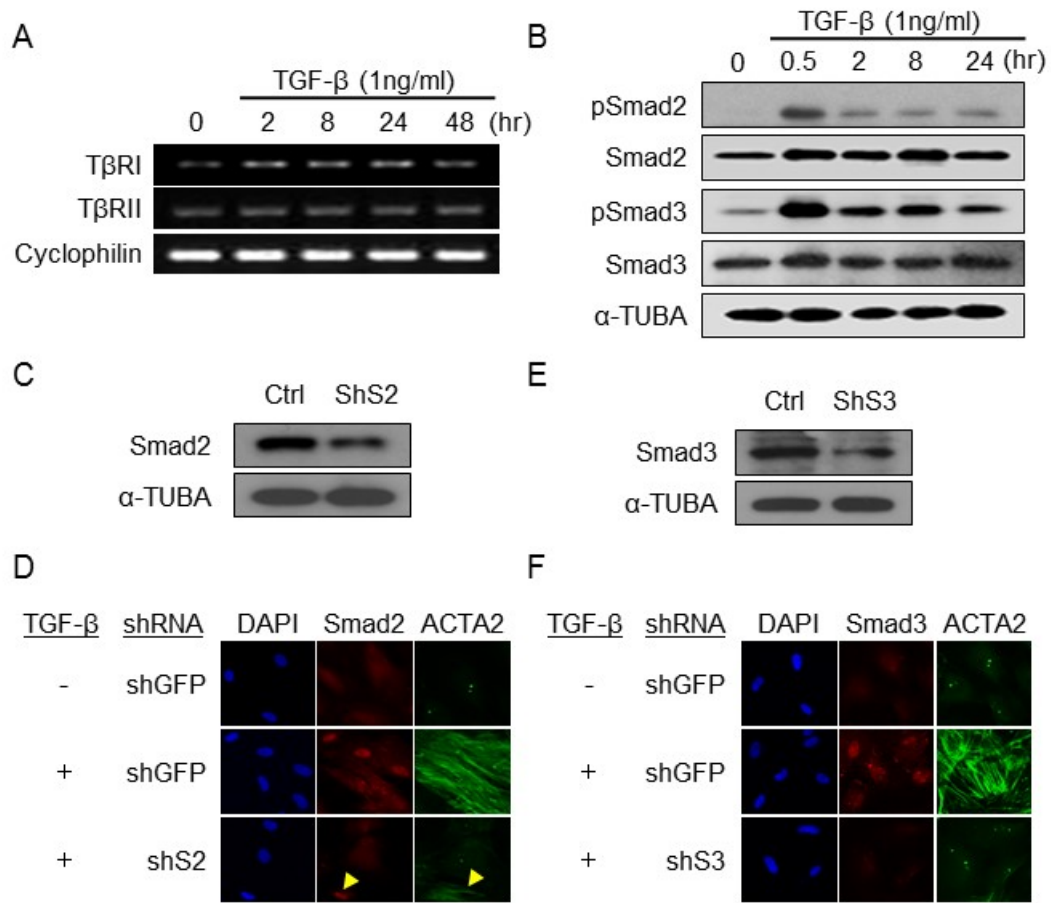 A
TGF-β (1ng/ml)
0 2 8 24 48 (hr)
TβRI
TβRII
Cyclophilin
B
TGF-β (1ng/ml)
0 0.5 2 8 24 (hr)
pSmad2
Smad2
pSmad3
Smad3
α-TUBA
C
Ctrl ShS2
Smad2
α-TUBA
E
Ctrl ShS3
Smad3
α-TUBA
D
TGF-β shRNA DAPI Smad2 ACTA2
- shGFP
+ shGFP
+ shS2
F
TGF-β shRNA DAPI Smad3 ACTA2
- shGFP
+ shGFP
+ shS3